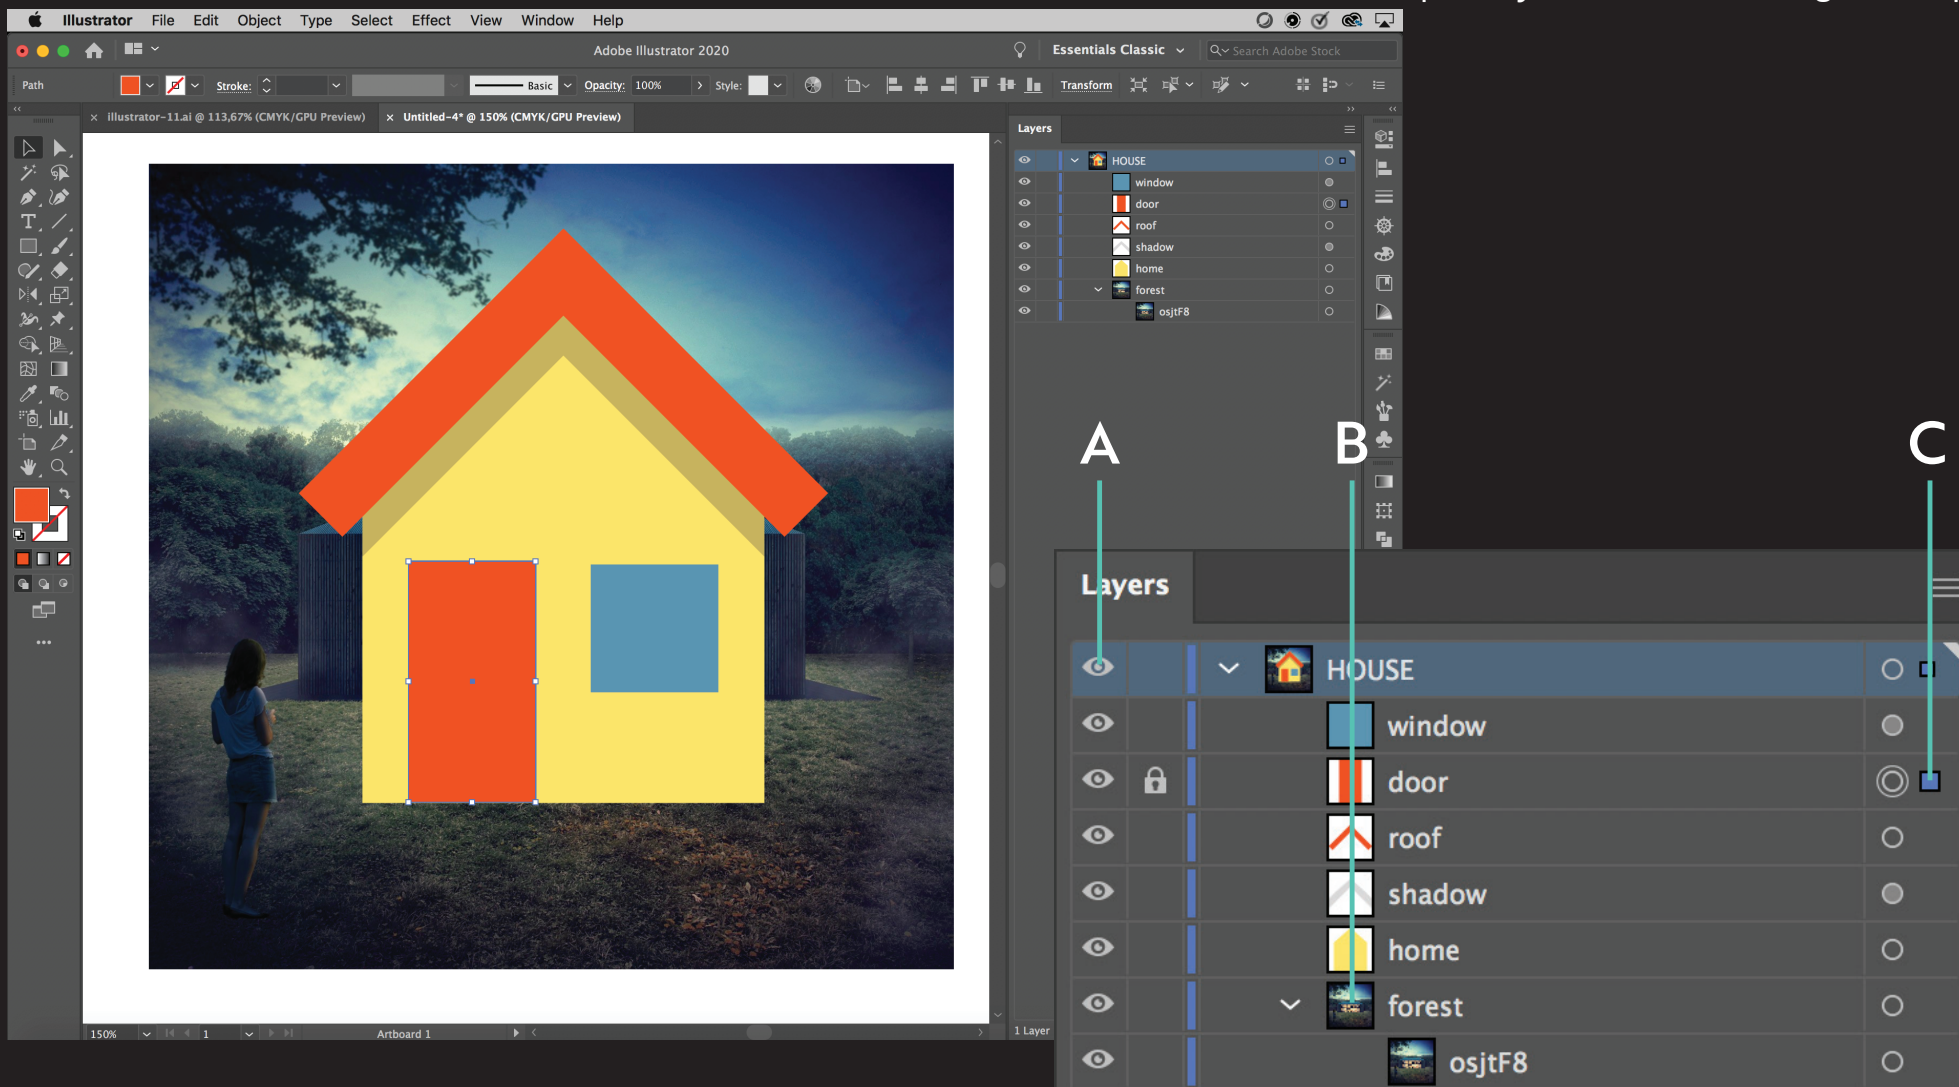 Illustrator File Edit Object Type Select Effect View Window Help
Adobe Illustrator 2020
Essentials Classic
Search Adobe Stock
Path
Stroke:
Basic
Opacity: 100%
Style:
Transform
illustrator-11.ai @ 113,67% (CMYK/GPU Preview)
Untitled-4* @ 150% (CMYK/GPU Preview)
Layers
HOUSE
window
door
roof
shadow
home
forest
osjtF8
A
B
C
Layers
HOUSE
window
door
roof
shadow
home
forest
osjtF8
150%
1
Artboard 1
1 Layer